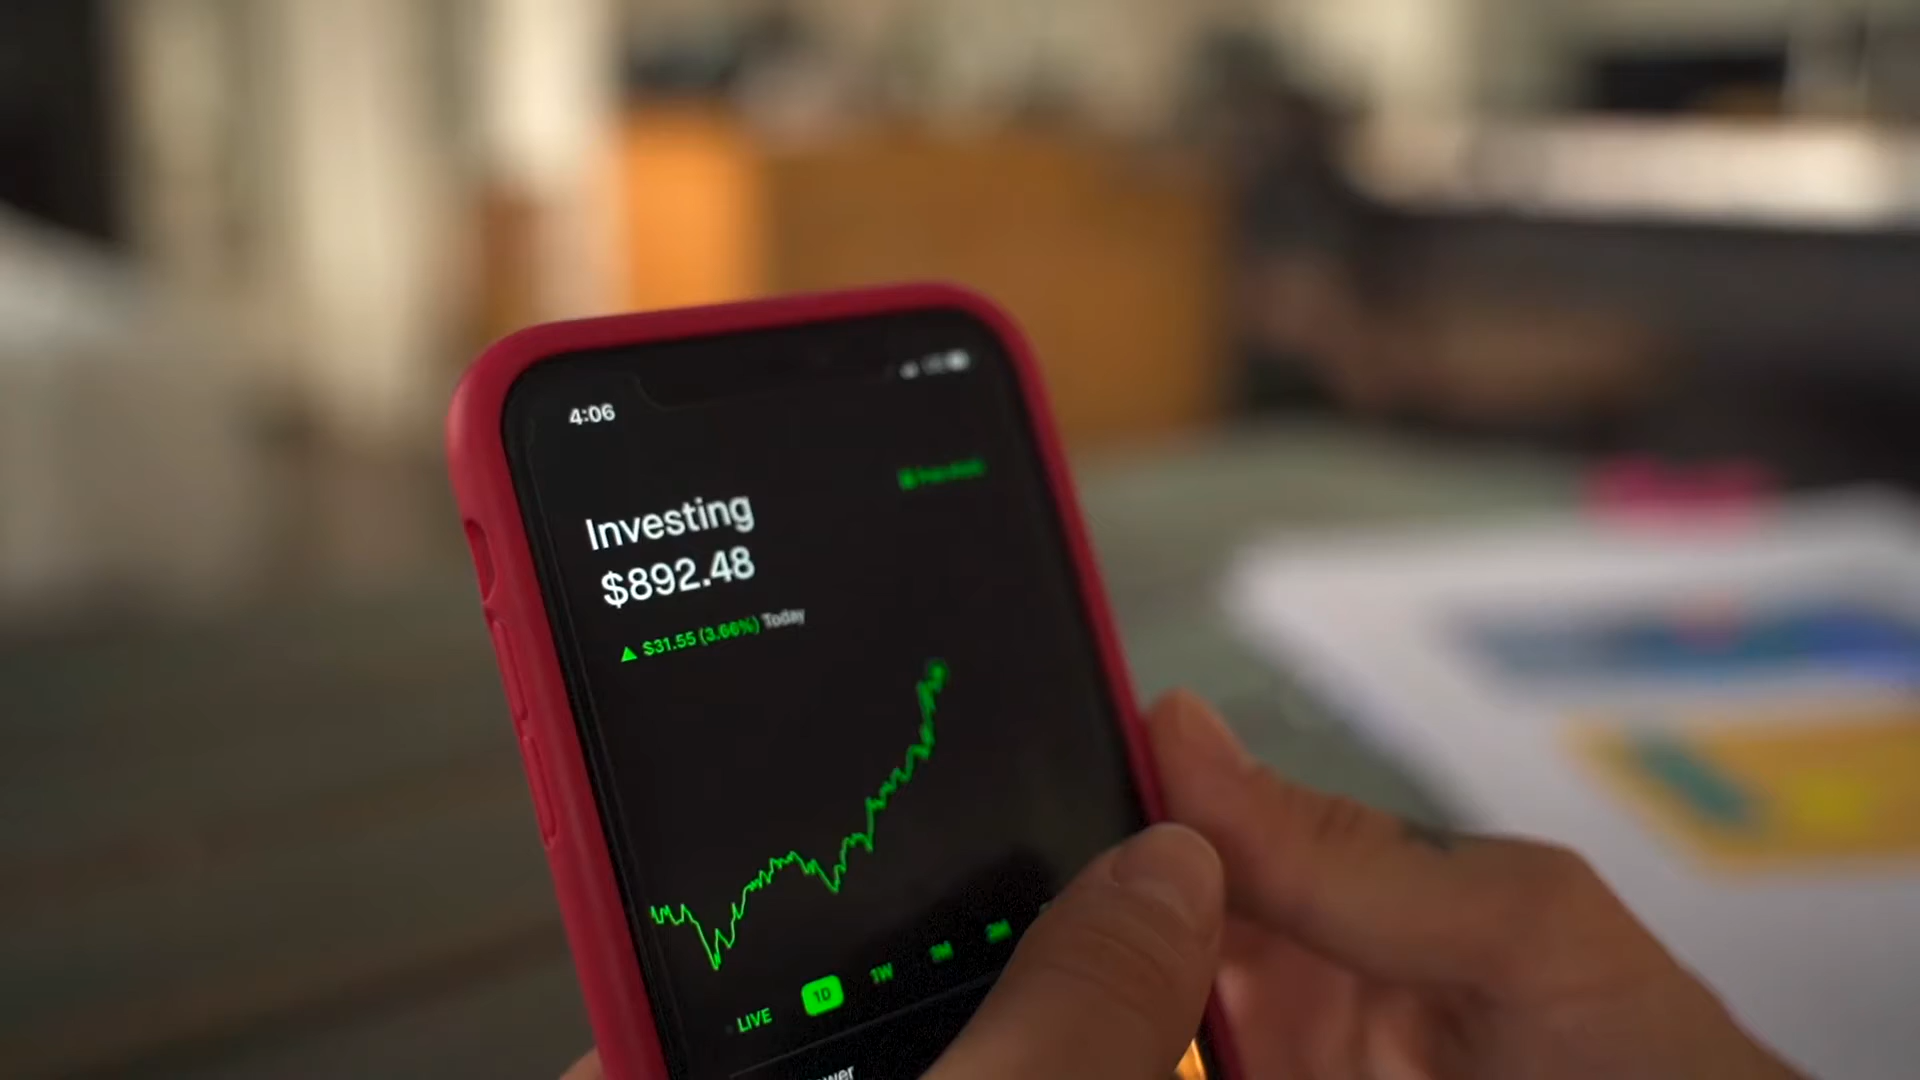 4:06
Investing
$892.48
▲ $31.55 (3.66%) Today
LIVE 1D 1W